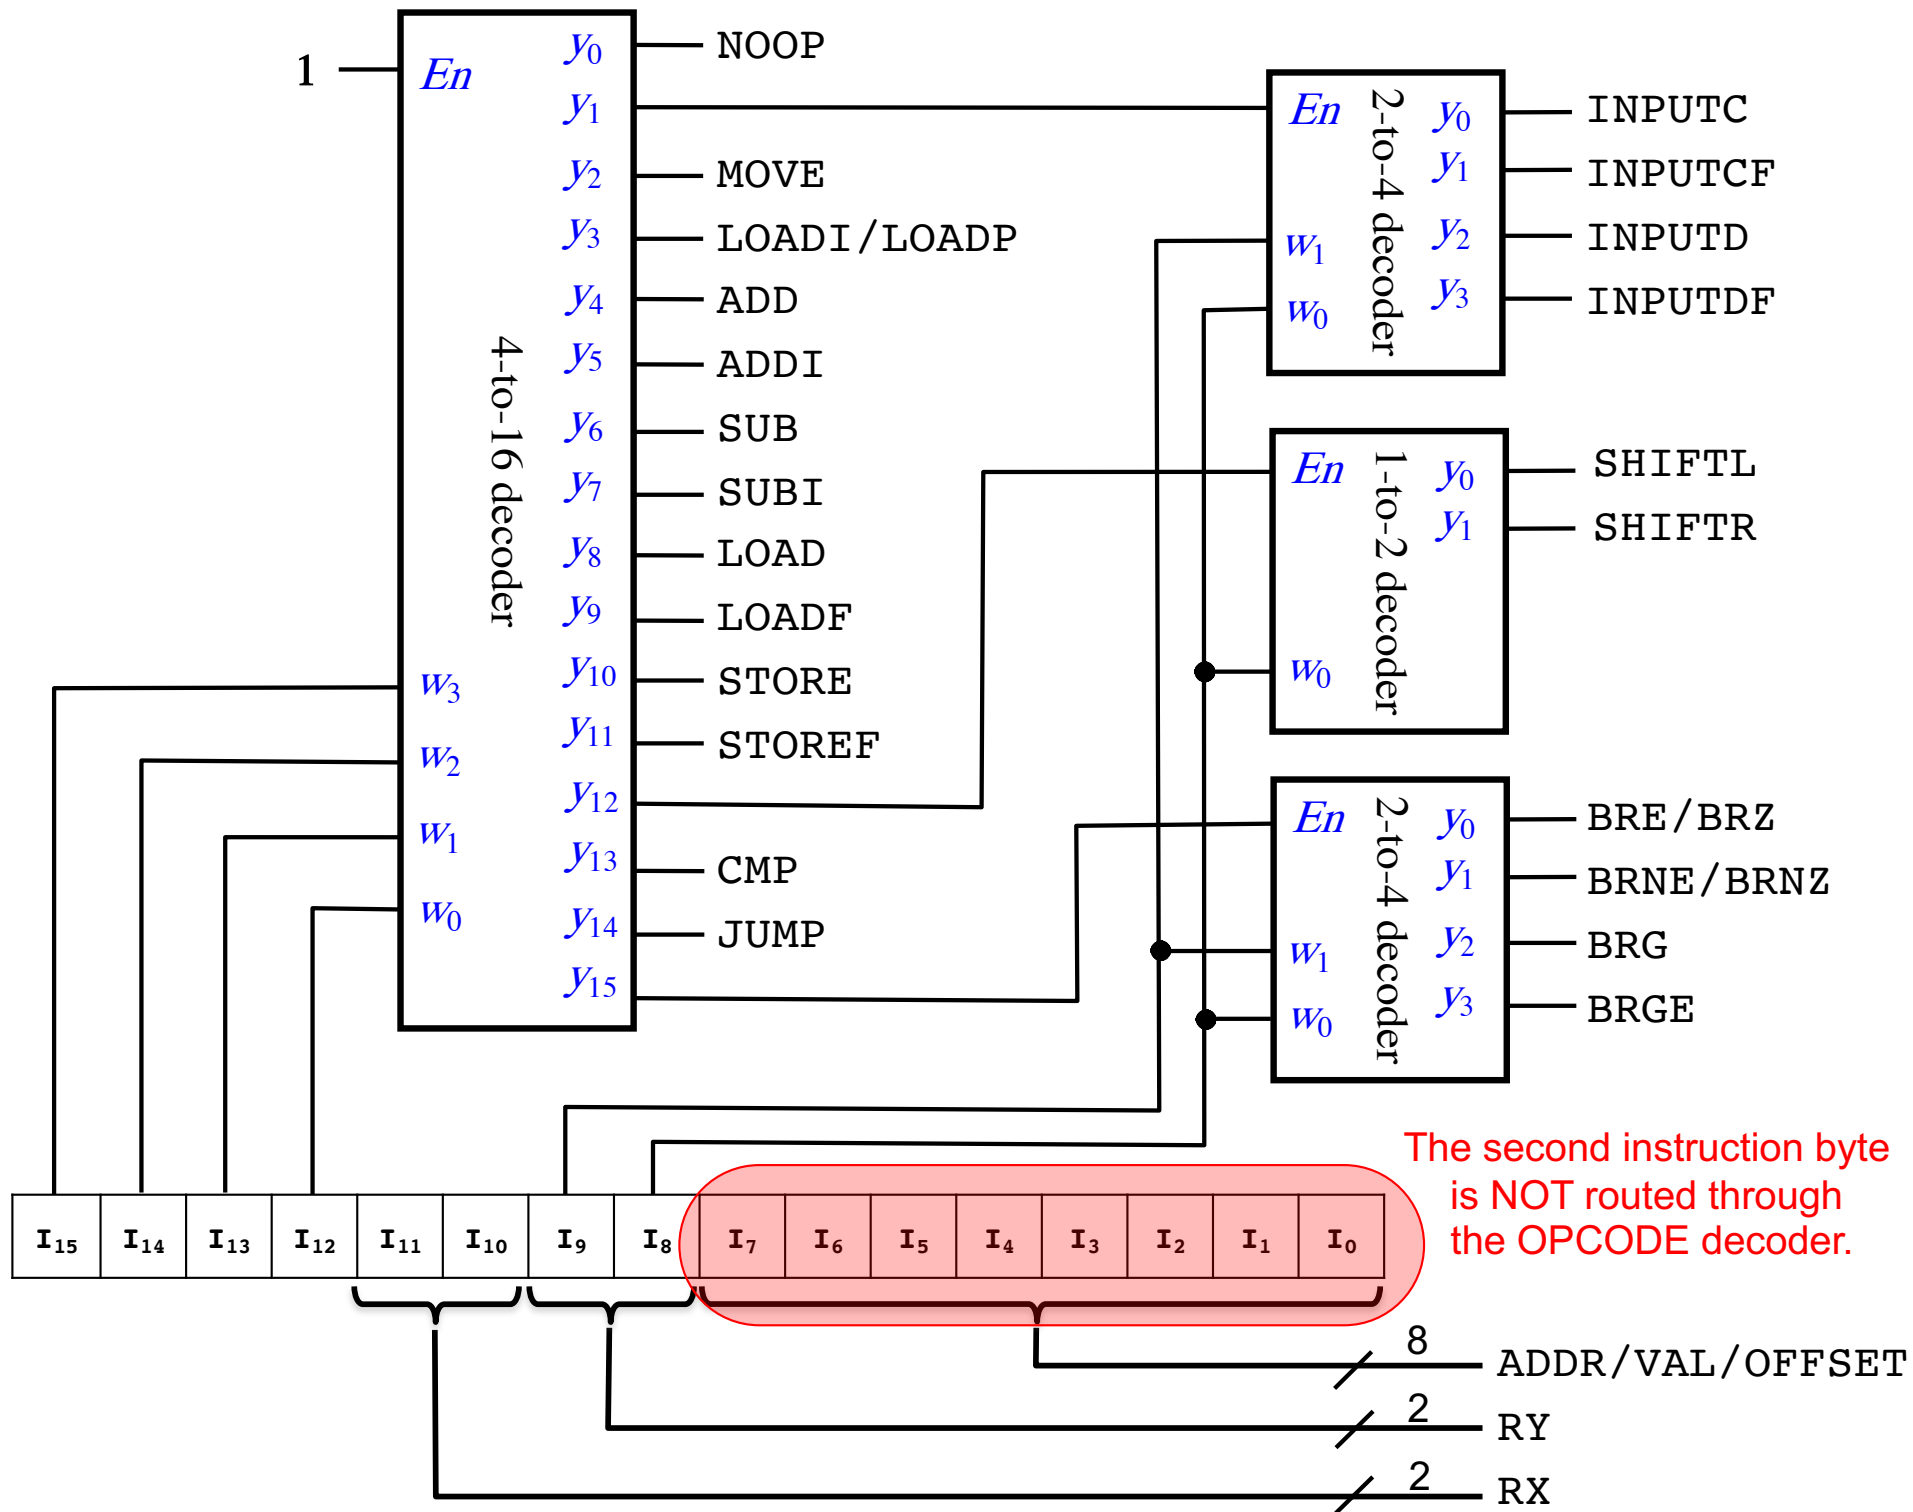 1
En
4-to-16 decoder
y0
NOOP
y1
y2
MOVE
y3
LOADI/LOADP
y4
ADD
y5
ADDI
y6
SUB
y7
SUBI
y8
LOAD
y9
LOADF
y10
STORE
y11
STOREF
y12
y13
CMP
y14
JUMP
y15
w3
w2
w1
w0
En
2-to-4 decoder
y0
INPUTC
y1
INPUTCF
y2
INPUTD
y3
INPUTDF
w1
w0
En
1-to-2 decoder
y0
SHIFTL
y1
SHIFTR
w0
En
2-to-4 decoder
y0
BRE/BRZ
y1
BRNE/BRNZ
y2
BRG
y3
BRGE
w1
w0
The second instruction byte
is NOT routed through
the OPCODE decoder.
I15 I14 I13 I12 I11 I10 I9 I8 I7 I6 I5 I4 I3 I2 I1 I0
8
ADDR/VAL/OFFSET
2
RY
2
RX